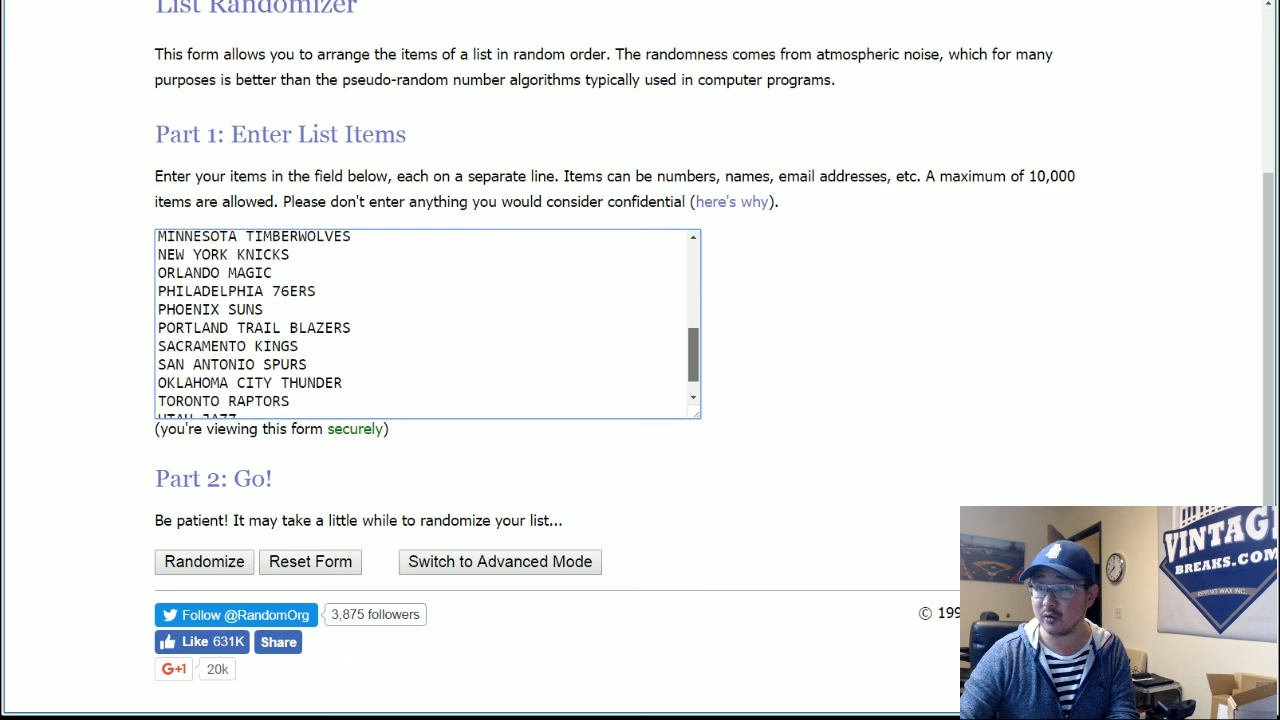 List Randomizer
This form allows you to arrange the items of a list in random order. The randomness comes from atmospheric noise, which for many
purposes is better than the pseudo-random number algorithms typically used in computer programs.
Part 1: Enter List Items
Enter your items in the field below, each on a separate line. Items can be numbers, names, email addresses, etc. A maximum of 10,000
items are allowed. Please don't enter anything you would consider confidential (here's why).
MINNESOTA TIMBERWOLVES
NEW YORK KNICKS
ORLANDO MAGIC
PHILADELPHIA 76ERS
PHOENIX SUNS
PORTLAND TRAIL BLAZERS
SACRAMENTO KINGS
SAN ANTONIO SPURS
OKLAHOMA CITY THUNDER
TORONTO RAPTORS
UTAH JAZZ
(you're viewing this form securely)
Part 2: Go!
Be patient! It may take a little while to randomize your list...
Randomize Reset Form Switch to Advanced Mode
Follow @RandomOrg 3,875 followers
© 199
Like 631K Share
G+1 20k
VINTAG
BREAKS.COM